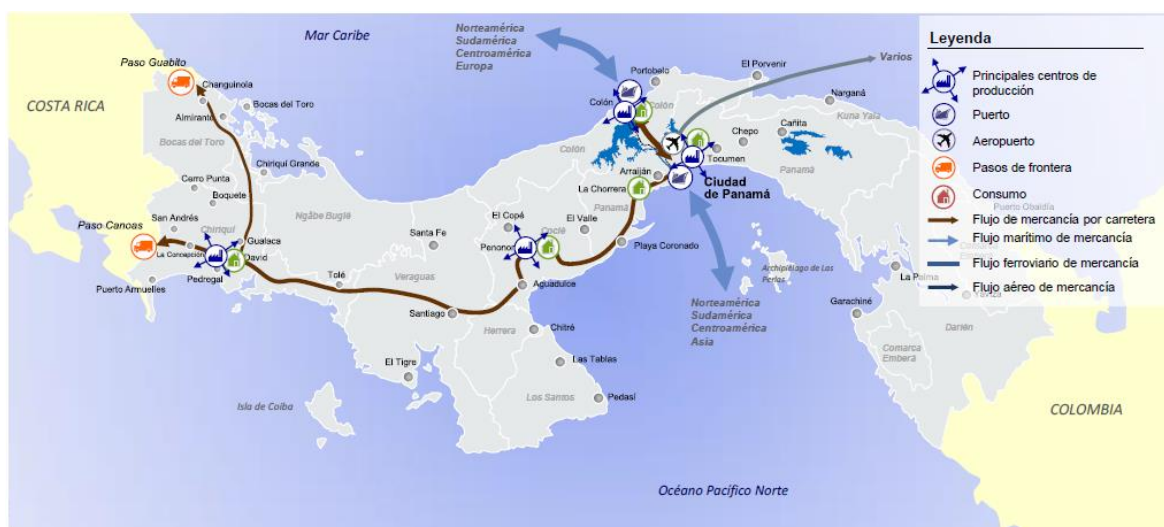 Mar Caribe
Norteamérica
Sudamérica
Centroamérica
Europa
Varios
Leyenda
Principales centros de
producción
Puerto
Aeropuerto
Pasos de frontera
Consumo
Flujo de mercancía por carretera
Flujo marítimo de mercancía
Flujo ferroviario de mercancía
Flujo aéreo de mercancía
COSTA RICA
Paso Guabito
Changuinola
Almirante
Bocas del Toro
Bocas del Toro
Chiriquí Grande
Cerro Punta
Boquete
Paso Canoas
San Andrés
Chiriquí
Gualaca
La Concepción
David
Pedregal
Puerto Armuelles
Ngäbe Buglé
Tolé
Santa Fe
Veraguas
Santiago
El Tigre
Isla de Coiba
Herrera
Chitré
Las Tablas
Los Santos
Pedasí
El Copé
Coclé
Penonomé
Aguadulce
El Valle
Playa Coronado
Panamá
La Chorrera
Arraiján
Colón
Colón
Colón
Portobelo
El Porvenir
Narganá
Kuna Yala
Cañita
Chepo
Panamá
Tocumen
Ciudad
de Panamá
Archipiélago de Las
Perlas
Norteamérica
Sudamérica
Centroamérica
Asia
Puerto Obaldía
La Palma
Yaviza
Garachiné
Darién
Comarca
Emberá
COLOMBIA
Océano Pacífico Norte